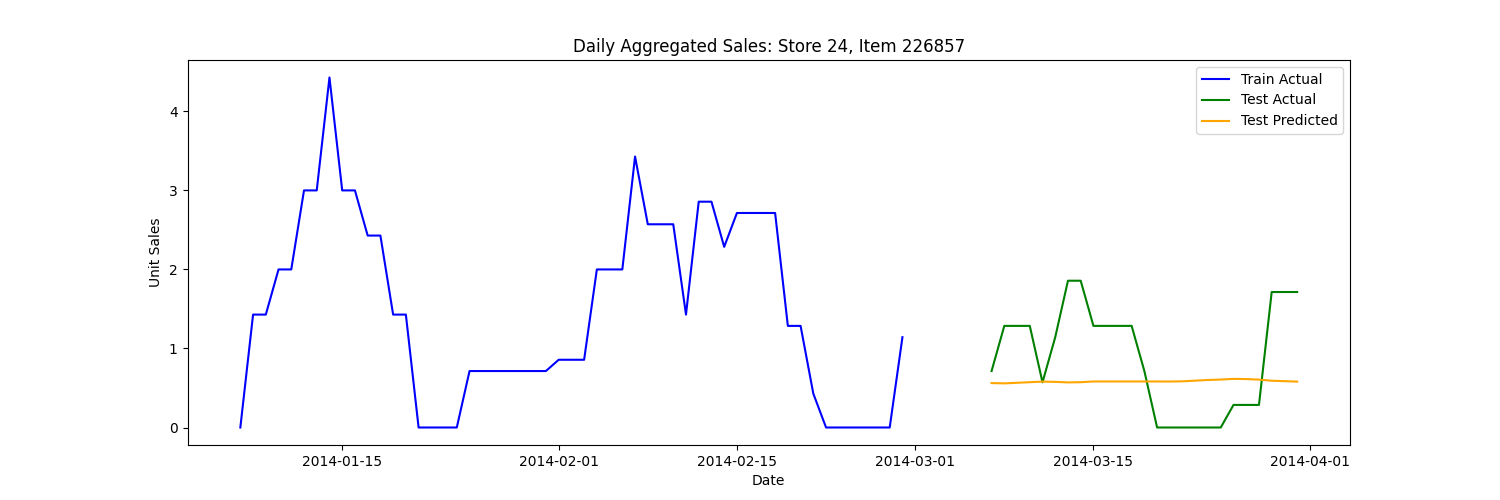 Daily Aggregated Sales: Store 24, Item 226857
Train Actual
Test Actual
Test Predicted
Unit Sales
4
3
2
1
0
2014-01-15
2014-02-01
2014-02-15
2014-03-01
2014-03-15
2014-04-01
Date